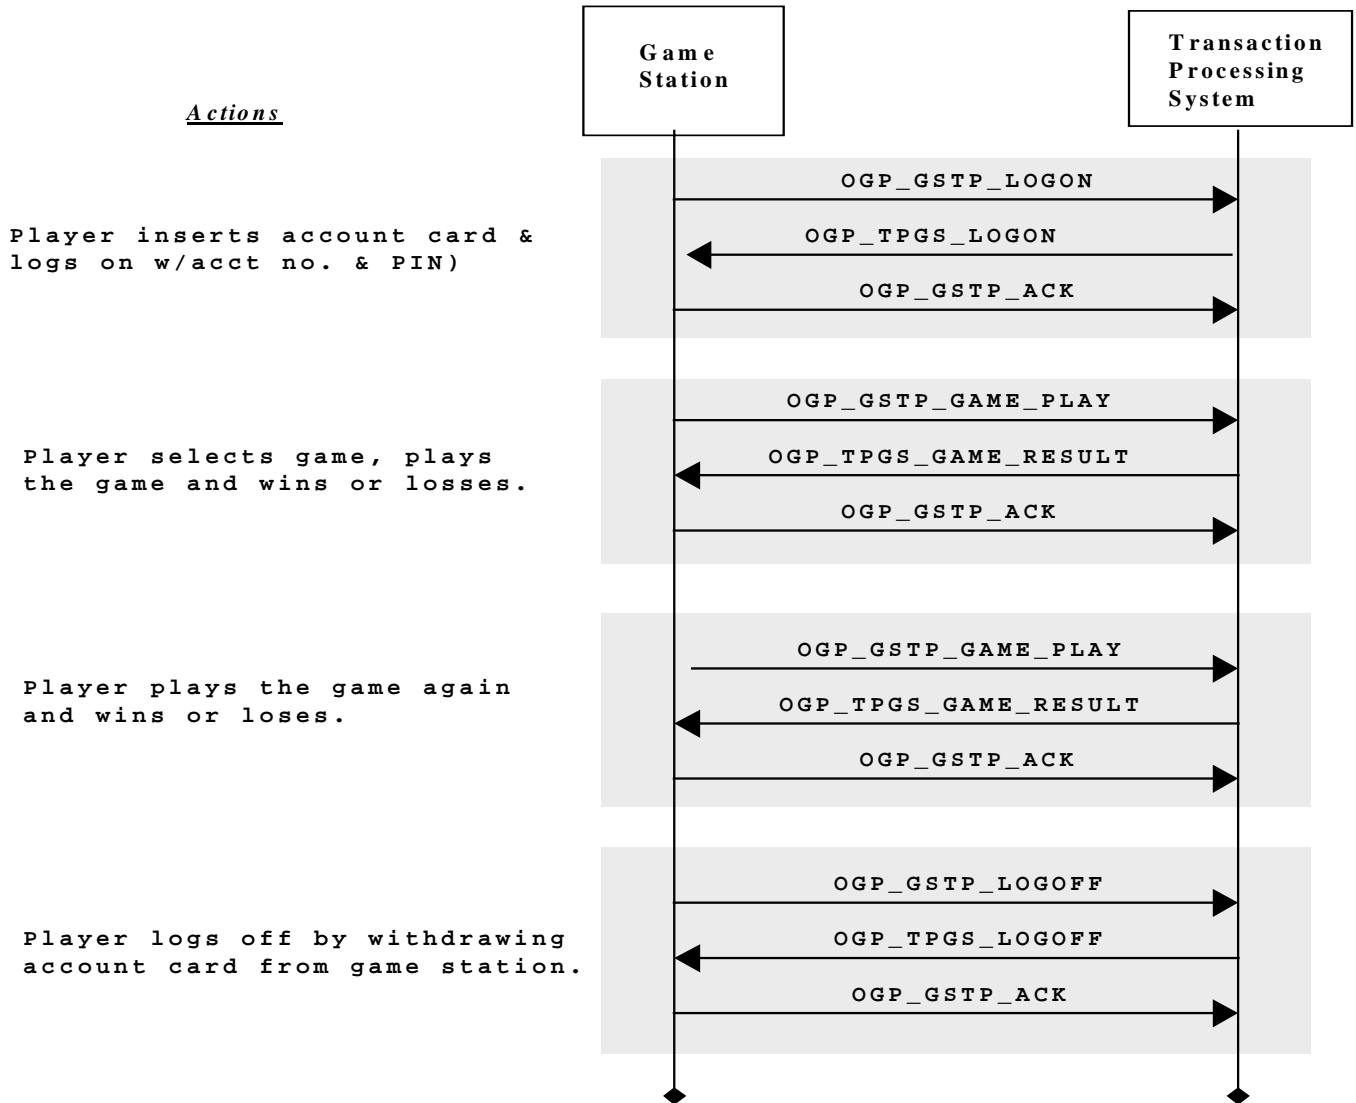 Game
Station
Transaction
Processing
System
Actions
OGP_GSTP_LOGON
Player inserts account card &
logs on w/acct no. & PIN)
OGP_TPGS_LOGON
OGP_GSTP_ACK
OGP_GSTP_GAME_PLAY
Player selects game, plays
the game and wins or losses.
OGP_TPGS_GAME_RESULT
OGP_GSTP_ACK
OGP_GSTP_GAME_PLAY
Player plays the game again
and wins or loses.
OGP_TPGS_GAME_RESULT
OGP_GSTP_ACK
OGP_GSTP_LOGOFF
Player logs off by withdrawing
account card from game station.
OGP_TPGS_LOGOFF
OGP_GSTP_ACK